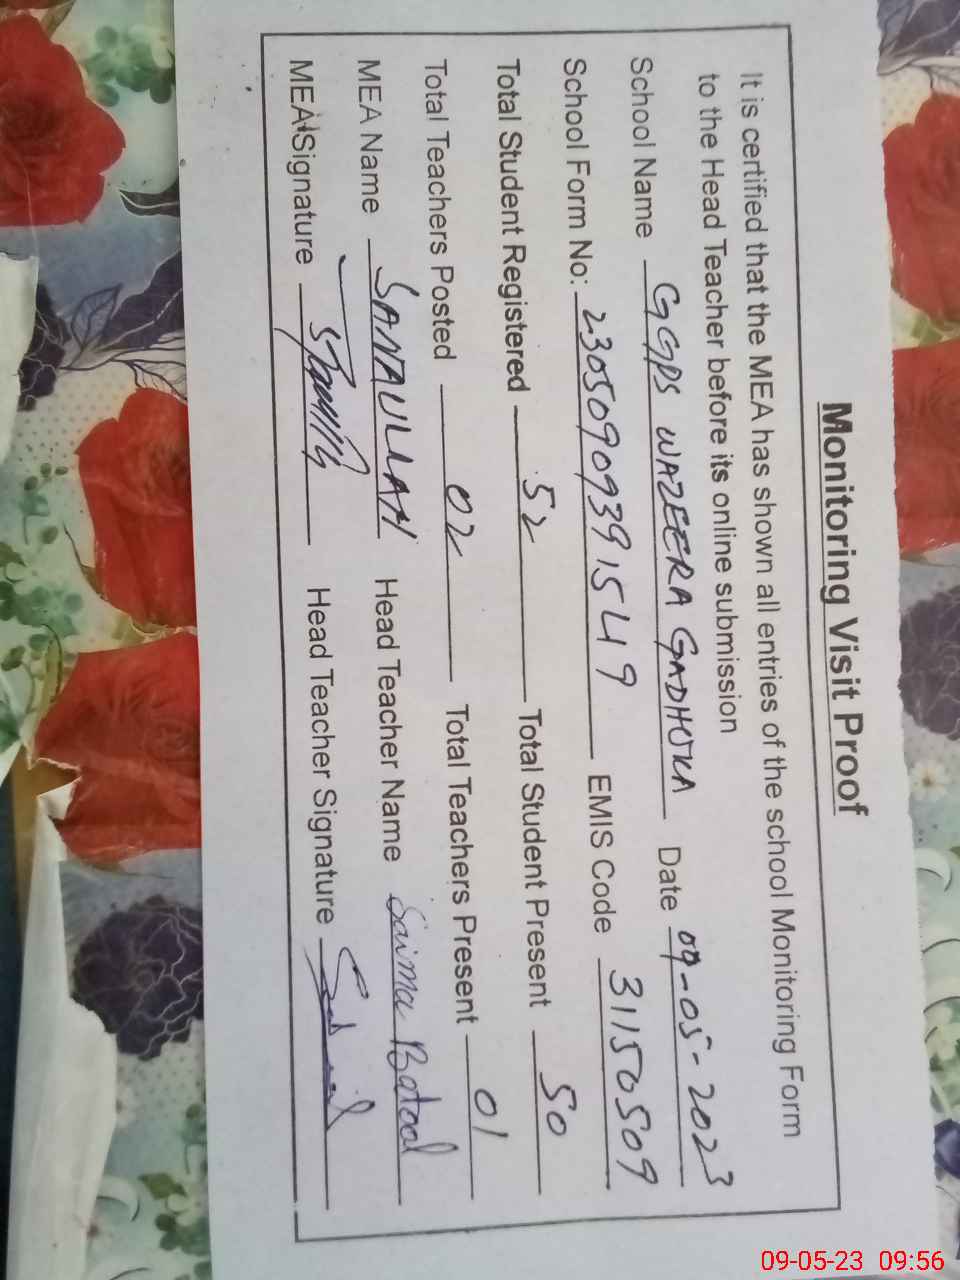 Monitoring Visit Proof
It is certified that the MEA has shown all entries of the school Monitoring Form
to the Head Teacher before its online submission
School Name GGPS WAZEERA GADHOKA Date 09-05-2023
School Form No: 23050909391549 EMIS Code 31150509
Total Student Registered 52 Total Student Present 50
Total Teachers Posted 02 Total Teachers Present 01
MEA Name SANAULLAH Head Teacher Name Saima Batool
MEA Signature Head Teacher Signature
09-05-23 09:56